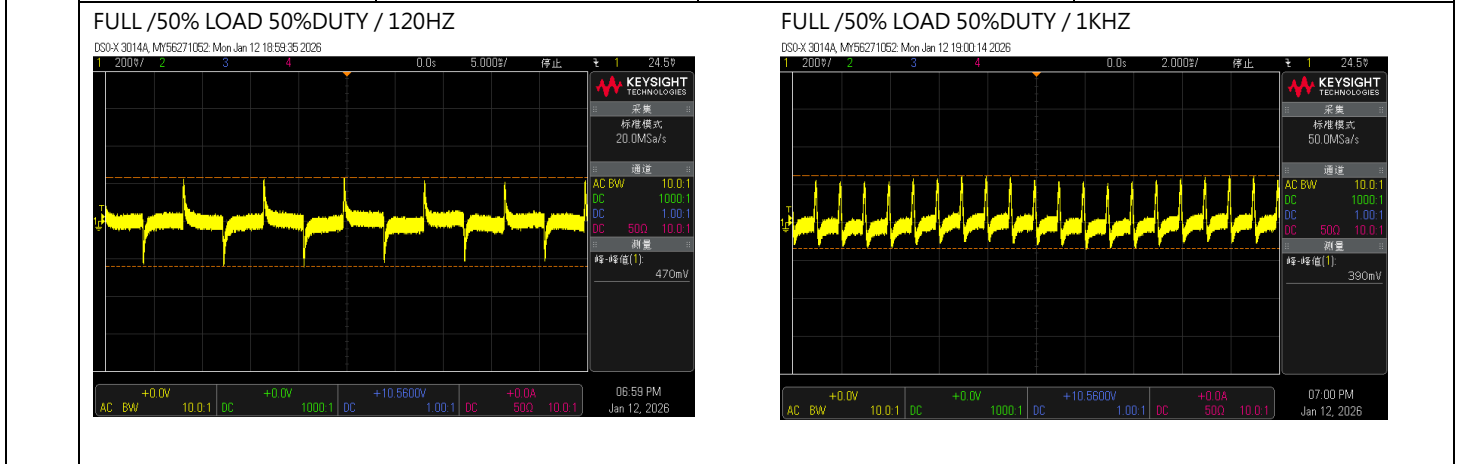 FULL /50% LOAD 50%DUTY / 120HZ
DSO-X 3014A, MY56271052: Mon Jan 12 18:59:35 2026
1 200▽/ 2 3 4 0.0s 5.000▽/ 停止 1 24.5▽
KEYSIGHT
TECHNOLOGIES
采集
标准模式
20.0MSa/s
通道
AC BW 10.0:1
DC 1000:1
DC 1.00:1
DC 50Ω 10.0:1
测量
峰-峰值(1):
470mV
T
1
+0.0V +0.0V +10.5600V +0.0A
AC BW 10.0:1 DC 1000:1 DC 1.00:1 DC 50Ω 10.0:1
06:59 PM
Jan 12, 2026
FULL /50% LOAD 50%DUTY / 1KHZ
DSO-X 3014A, MY56271052: Mon Jan 12 19:00:14 2026
1 200▽/ 2 3 4 0.0s 2.000▽/ 停止 1 24.5▽
KEYSIGHT
TECHNOLOGIES
采集
标准模式
50.0MSa/s
通道
AC BW 10.0:1
DC 1000:1
DC 1.00:1
DC 50Ω 10.0:1
测量
峰-峰值(1):
390mV
T
1
+0.0V +0.0V +10.5600V +0.0A
AC BW 10.0:1 DC 1000:1 DC 1.00:1 DC 50Ω 10.0:1
07:00 PM
Jan 12, 2026